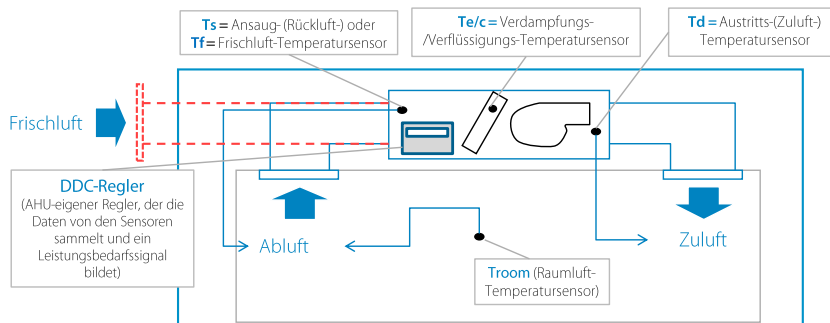 Ts = Ansaug- (Rückluft-) oder
Tf = Frischluft-Temperatursensor
Te/c = Verdampfungs-
/Verflüssigungs-Temperatursensor
Td = Austritts-(Zuluft-)
Temperatursensor
Frischluft
DDC-Regler
(AHU-eigener Regler, der die
Daten von den Sensoren
sammelt und ein
Leistungsbedarfssignal
bildet)
Abluft
Zuluft
Troom (Raumluft-
Temperatursensor)